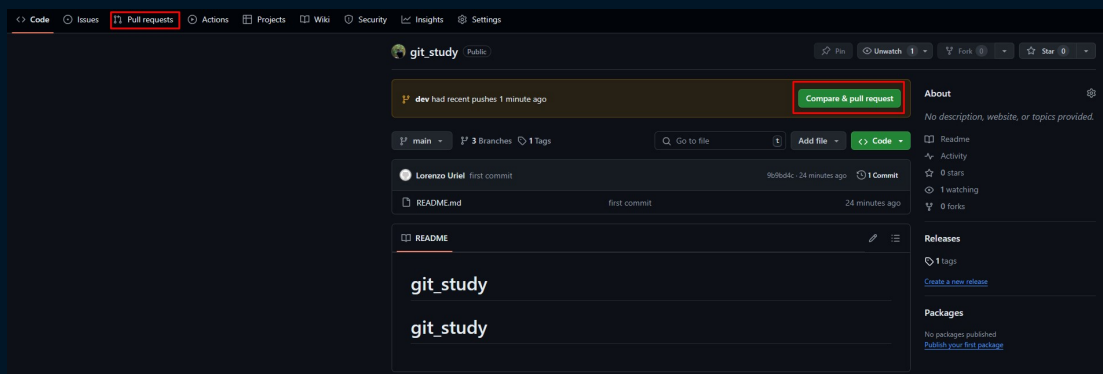 Code Issues Pull requests Actions Projects Wiki Security Insights Settings
git_study Public Pin Unwatch 1 Fork 0 Star 0
dev had recent pushes 1 minute ago Compare & pull request
main 3 Branches 1 Tags Go to file t Add file Code
Lorenzo Uriel first commit 9b9bd4c · 24 minutes ago 1 Commit
README.md first commit 24 minutes ago
README
git_study
git_study
About
No description, website, or topics provided.
Readme
Activity
0 stars
1 watching
0 forks
Releases
1 tags
Create a new release
Packages
No packages published
Publish your first package